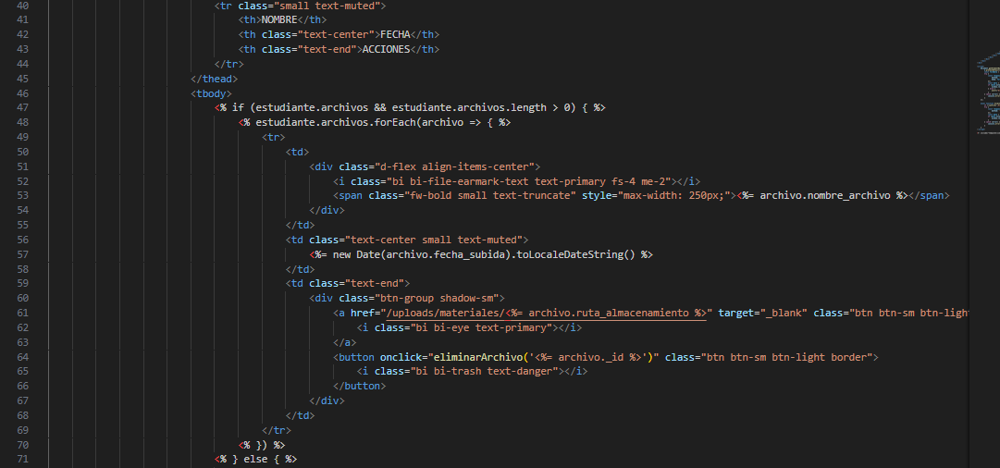 40 <tr class="small text-muted">
41 <th>NOMBRE</th>
42 <th class="text-center">FECHA</th>
43 <th class="text-end">ACCIONES</th>
44 </tr>
45 </thead>
46 <tbody>
47 <% if (estudiante.archivos && estudiante.archivos.length > 0) { %>
48 <% estudiante.archivos.forEach(archivo => { %>
49 <tr>
50 <td>
51 <div class="d-flex align-items-center">
52 <i class="bi bi-file-earmark-text text-primary fs-4 me-2"></i>
53 <span class="fw-bold small text-truncate" style="max-width: 250px;"><%= archivo.nombre_archivo %></span>
54 </div>
55 </td>
56 <td class="text-center small text-muted">
57 <%= new Date(archivo.fecha_subida).toLocaleDateString() %>
58 </td>
59 <td class="text-end">
60 <div class="btn-group shadow-sm">
61 <a href="/uploads/materiales/<%= archivo.ruta_almacenamiento %>" target="_blank" class="btn btn-sm btn-light
62 <i class="bi bi-eye text-primary"></i>
63 </a>
64 <button onclick="eliminarArchivo('<%= archivo._id %>')" class="btn btn-sm btn-light border">
65 <i class="bi bi-trash text-danger"></i>
66 </button>
67 </div>
68 </td>
69 </tr>
70 <% }) %>
71 <% } else { %>